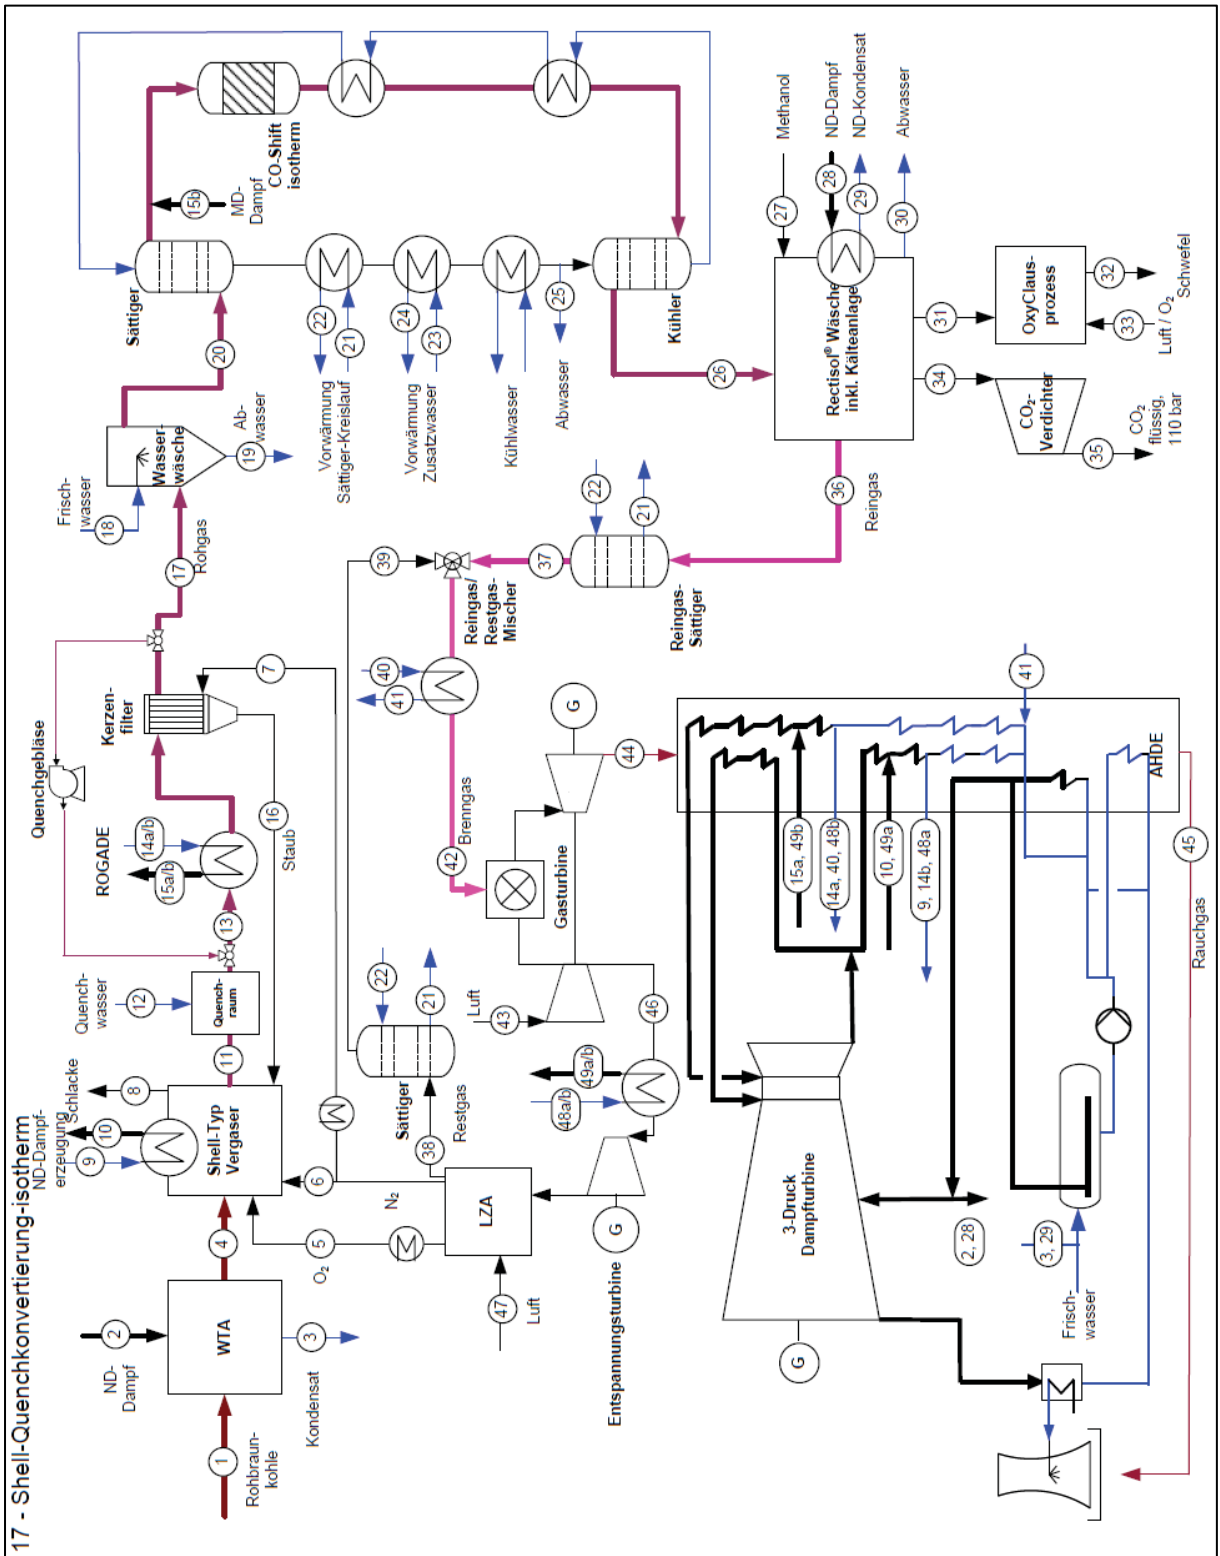 17 - Shell-Quenchkonvertierung-isotherm
1
Rohbraun-
kohle
2
ND-
Dampf
WTA
3
Kondensat
4
5
O₂
6
N₂
9
10
ND-Dampf-
erzeugung
Shell-Typ
Vergaser
8
Schlacke
11
12
Quench-
wasser
Quench-
raum
13
ROGADE
14a/b
15a/b
16
Staub
Quenchgebläse
Kerzen-
filter
7
17
Rohgas
18
Frisch-
wasser
Wasser-
wäsche
19
Ab-
wasser
20
Sättiger
15b
MD-
Dampf
CO-Shift
isotherm
22
21
Vorwärmung
Sättiger-Kreislauf
24
23
Vorwärmung
Zusatzwasser
Kühlwasser
25
Abwasser
Kühler
26
27
Methanol
28
ND-Dampf
29
ND-Kondensat
30
Abwasser
Rectisol® Wäsche
inkl. Kälteanlage
31
OxyClaus-
prozess
32
Schwefel
33
Luft / O₂
34
CO₂-
Verdichter
35
CO₂
flüssig,
110 bar
36
Reingas
22
21
Reingas-
Sättiger
37
39
Reingas/
Restgas-
Mischer
40
41
42
Brenngas
Gasturbine
G
43
Luft
44
46
22
21
Sättiger
38
Restgas
48a/b
49a/b
LZA
47
Luft
G
Entspannungsturbine
15a, 49b
14a, 40, 48b
10, 49a
9, 14b, 48a
41
AHDE
45
Rauchgas
3-Druck
Dampfturbine
G
2, 28
3, 29
Frisch-
wasser